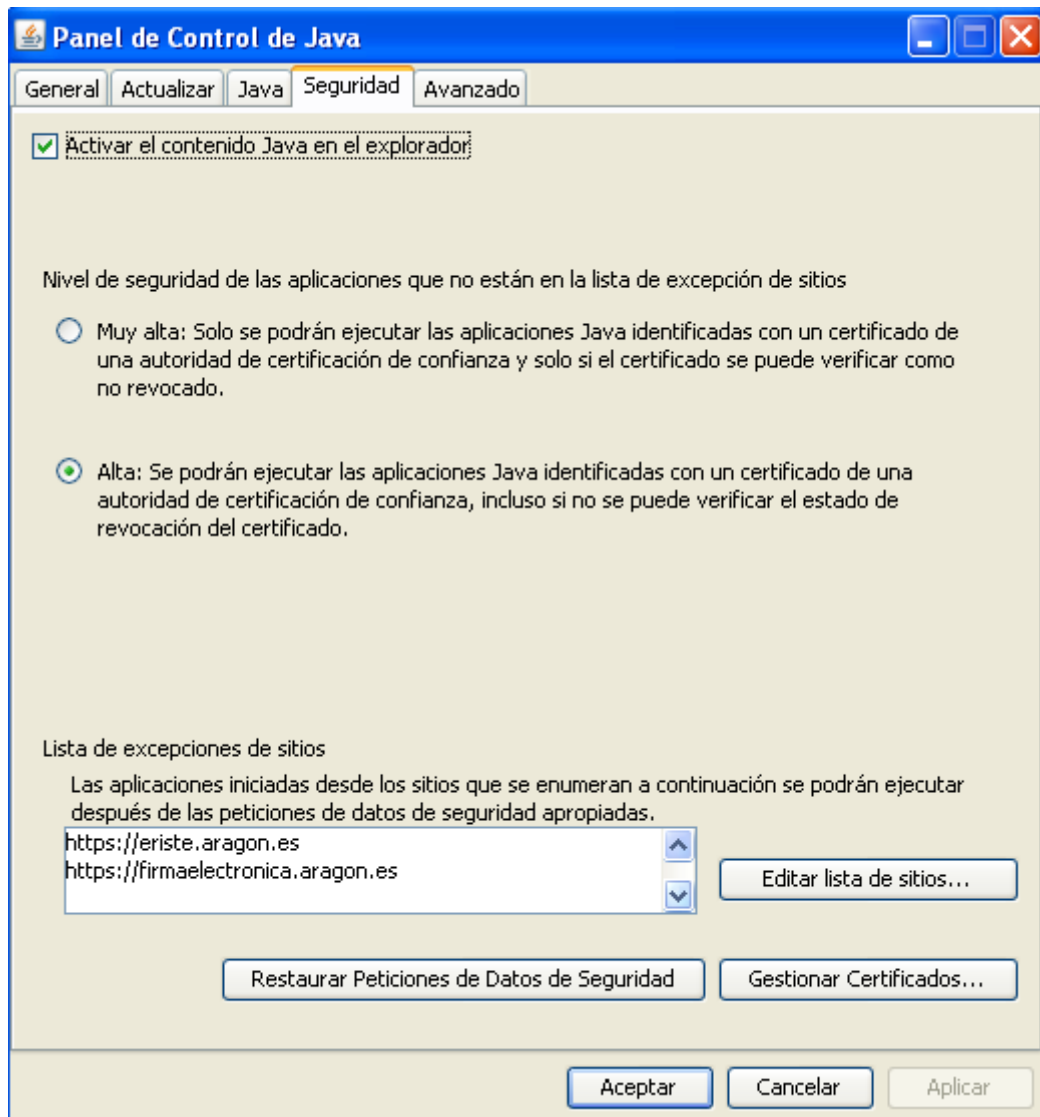 Panel de Control de Java
General Actualizar Java Seguridad Avanzado
Activar el contenido Java en el explorador
Nivel de seguridad de las aplicaciones que no están en la lista de excepción de sitios
Muy alta: Solo se podrán ejecutar las aplicaciones Java identificadas con un certificado de
una autoridad de certificación de confianza y solo si el certificado se puede verificar como
no revocado.
Alta: Se podrán ejecutar las aplicaciones Java identificadas con un certificado de una
autoridad de certificación de confianza, incluso si no se puede verificar el estado de
revocación del certificado.
Lista de excepciones de sitios
Las aplicaciones iniciadas desde los sitios que se enumeran a continuación se podrán ejecutar
después de las peticiones de datos de seguridad apropiadas.
https://eriste.aragon.es
https://firmaelectronica.aragon.es
Editar lista de sitios...
Restaurar Peticiones de Datos de Seguridad Gestionar Certificados...
Aceptar Cancelar Aplicar